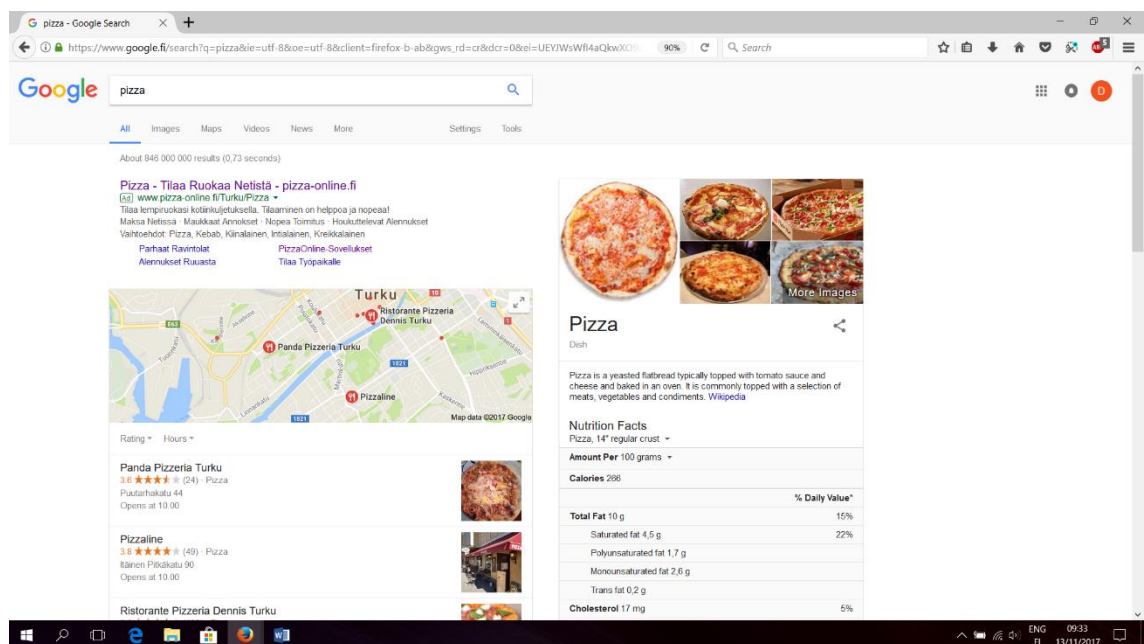 pizza - Google Search
https://www.google.fi/search?q=pizza&ie=utf-8&oe=utf-8&client=firefox-b-ab&gws_rd=cr&dcr=0&ei=
90%
Search
Google
pizza
D
All Images Maps Videos News More Settings Tools
About 846 000 000 results (0,73 seconds)
Pizza - Tilaa Ruokaa Netistä - pizza-online.fi
Ad www.pizza-online.fi/Turku/Pizza
Tilaa lempiruokasi kotiinkuljetuksella. Tilaaminen on helppoa ja nopeaa!
Maksa Netissä · Maukkaat Annokset · Nopea Toimitus · Houkuttelevat Alennukset
Vaihtoehdot: Pizza, Kebab, Kiinalainen, Intialainen, Kreikkalainen
Parhaat Ravintolat PizzaOnline-Sovellukset
Alennukset Ruuasta Tilaa Työpaikalle
Turku
Ristorante Pizzeria
Dennis Turku
E63
Panda Pizzeria Turku
1821
Pizzaline
1821
Map data ©2017 Google
Rating Hours
Panda Pizzeria Turku
3.6 (24) · Pizza
Puutarhakatu 44
Opens at 10.00
Pizzaline
3.8 (49) · Pizza
Itäinen Pitkäkatu 90
Opens at 10.00
Ristorante Pizzeria Dennis Turku
More Images
Pizza
Dish
Pizza is a yeasted flatbread typically topped with tomato sauce and
cheese and baked in an oven. It is commonly topped with a selection of
meats, vegetables and condiments. Wikipedia
Nutrition Facts
Pizza, 14" regular crust
Amount Per 100 grams
Calories 266
% Daily Value*
Total Fat 10 g 15%
Saturated fat 4,5 g 22%
Polyunsaturated fat 1,7 g
Monounsaturated fat 2,6 g
Trans fat 0,2 g
Cholesterol 17 mg 5%
ENG
FI
09:33
13/11/2017